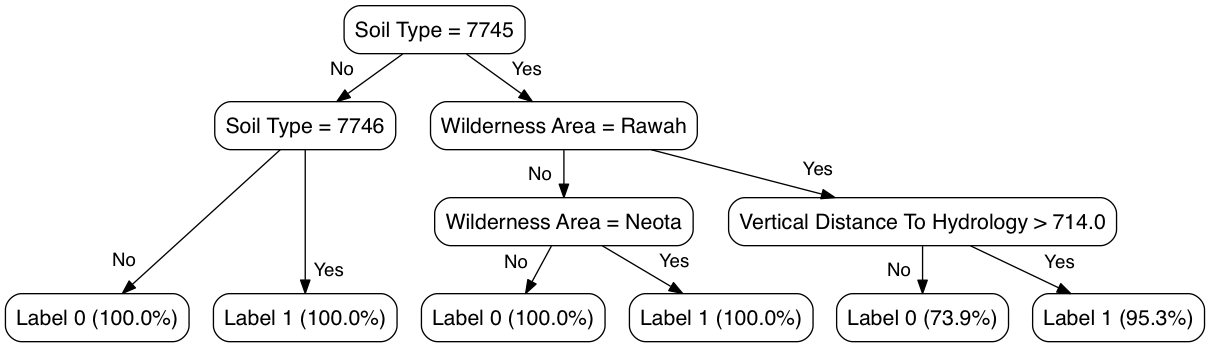 Soil Type = 7745
No
Yes
Soil Type = 7746
Wilderness Area = Rawah
No
Yes
Wilderness Area = Neota
Vertical Distance To Hydrology > 714.0
No
Yes
No
Yes
No
Yes
Label 0 (100.0%)
Label 1 (100.0%)
Label 0 (100.0%)
Label 1 (100.0%)
Label 0 (73.9%)
Label 1 (95.3%)